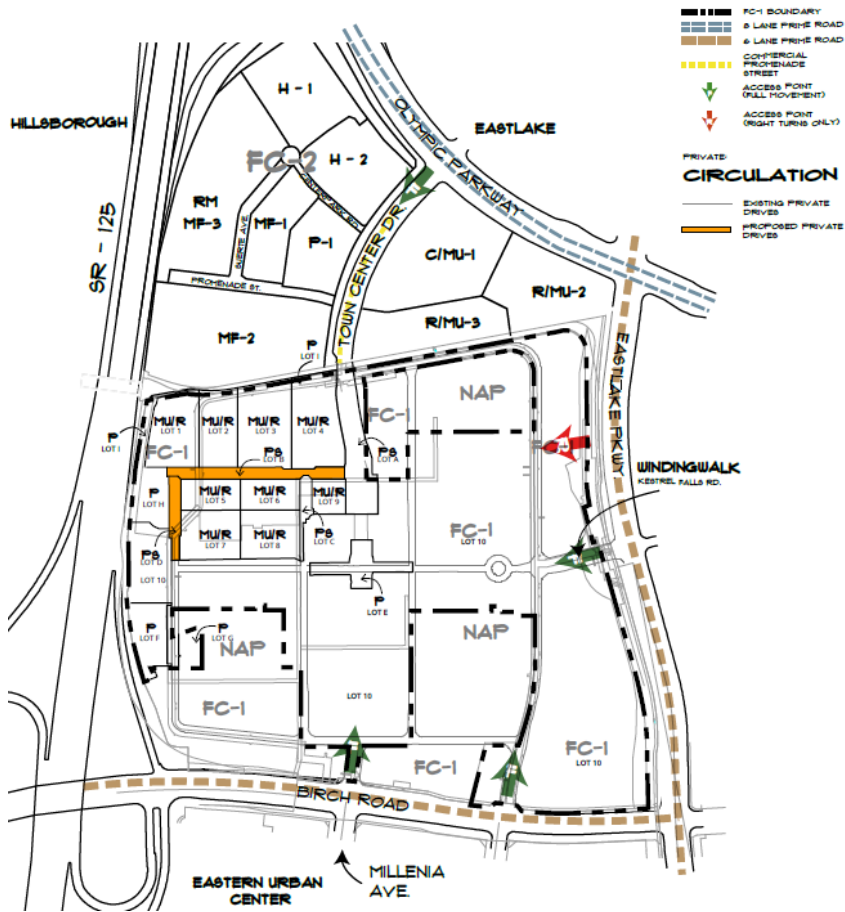 FC-1 BOUNDARY
8 LANE PRIME ROAD
6 LANE PRIME ROAD
COMMERCIAL
PROMENADE
STREET
ACCESS POINT
(FULL MOVEMENT)
ACCESS POINT
(RIGHT TURNS ONLY)
PRIVATE
CIRCULATION
EXISTING PRIVATE
DRIVES
PROPOSED PRIVATE
DRIVES
HILLSBOROUGH
H - 1
OLYMPIC PARKWAY
EASTLAKE
FC-2
H - 2
CENTERPARK RD.
RM
MF-3
MF-1
SUERTE AVE.
P-1
TOWN CENTER DR.
C/MU-1
SR - 125
PROMENADE ST.
R/MU-2
R/MU-3
MF-2
EASTLAKE PKWY
P
LOT I
MU/R
LOT 1
MU/R
LOT 2
MU/R
LOT 3
MU/R
LOT 4
FC-1
NAP
P
LOT I
FC-1
PS
LOT B
PS
LOT A
FC-1
WINDINGWALK
KESTREL FALLS RD.
P
LOT H
MU/R
LOT 5
MU/R
LOT 6
MU/R
LOT 9
MU/R
LOT 7
MU/R
LOT 8
PS
LOT C
FC-1
LOT 10
PS
LOT D
LOT 10
P
LOT E
P
LOT F
P
LOT G
NAP
NAP
LOT 10
FC-1
FC-1
FC-1
LOT 10
BIRCH ROAD
MILLENIA
AVE.
EASTERN URBAN
CENTER